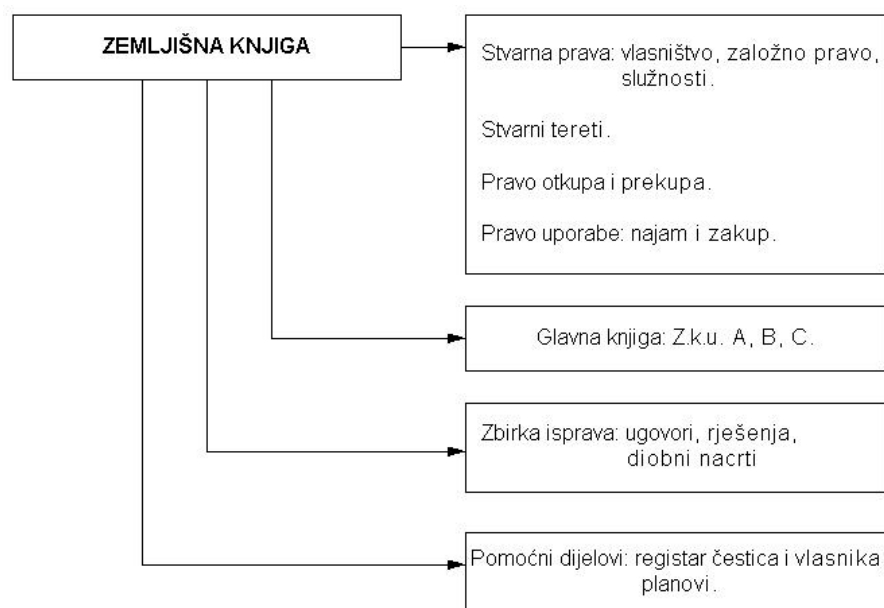 ZEMLJIŠNA KNJIGA
Stvarna prava: vlasništvo, založno pravo,
služnosti.
Stvarni tereti.
Pravo otkupa i prekupa.
Pravo uporabe: najam i zakup.
Glavna knjiga: Z.k.u. A, B, C.
Zbirka isprava: ugovori, rješenja,
diobni nacrti
Pomoćni dijelovi: registar čestica i vlasnika
planovi.